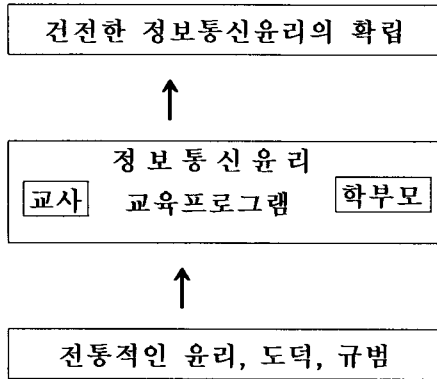 건전한 정보통신윤리의 확립
정보통신윤리
교사 교육프로그램 학부모
전통적인 윤리, 도덕, 규범